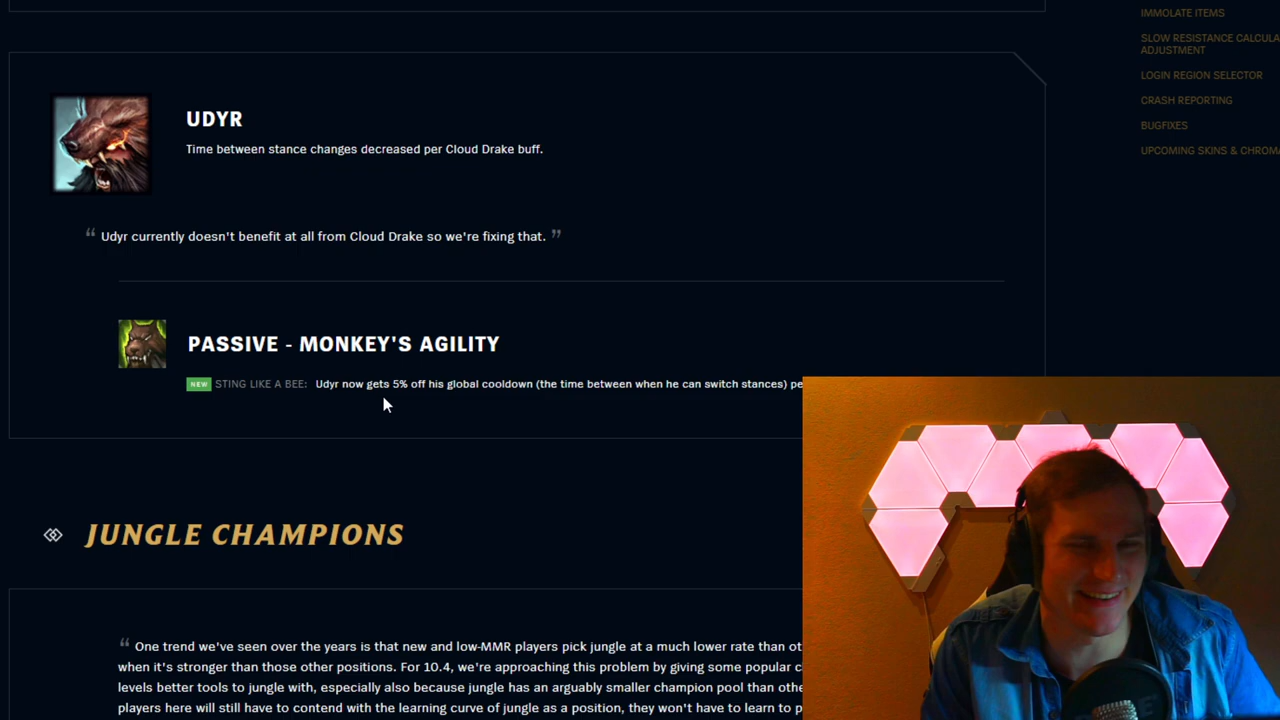 IMMOLATE ITEMS
SLOW RESISTANCE
ADJUSTMENT
LOGIN REGION SELECTOR
CRASH REPORTING
BUGFIXES
UPCOMING SKINS &
UDYR
Time between stance changes decreased per Cloud Drake buff.
“ Udyr currently doesn't benefit at all from Cloud Drake so we're fixing that. ”
PASSIVE - MONKEY'S AGILITY
NEW STING LIKE A BEE: Udyr now gets 5% off his global cooldown (the time between when he can switch stances)
JUNGLE CHAMPIONS
“ One trend we've seen over the years is that new and low-MMR players pick jungle at a much lower rate than
when it's stronger than those other positions. For 10.4, we're approaching this problem by giving some popular
levels better tools to jungle with, especially also because jungle has an arguably smaller champion pool than
players here will still have to contend with the learning curve of jungle as a position, they won't have to learn to